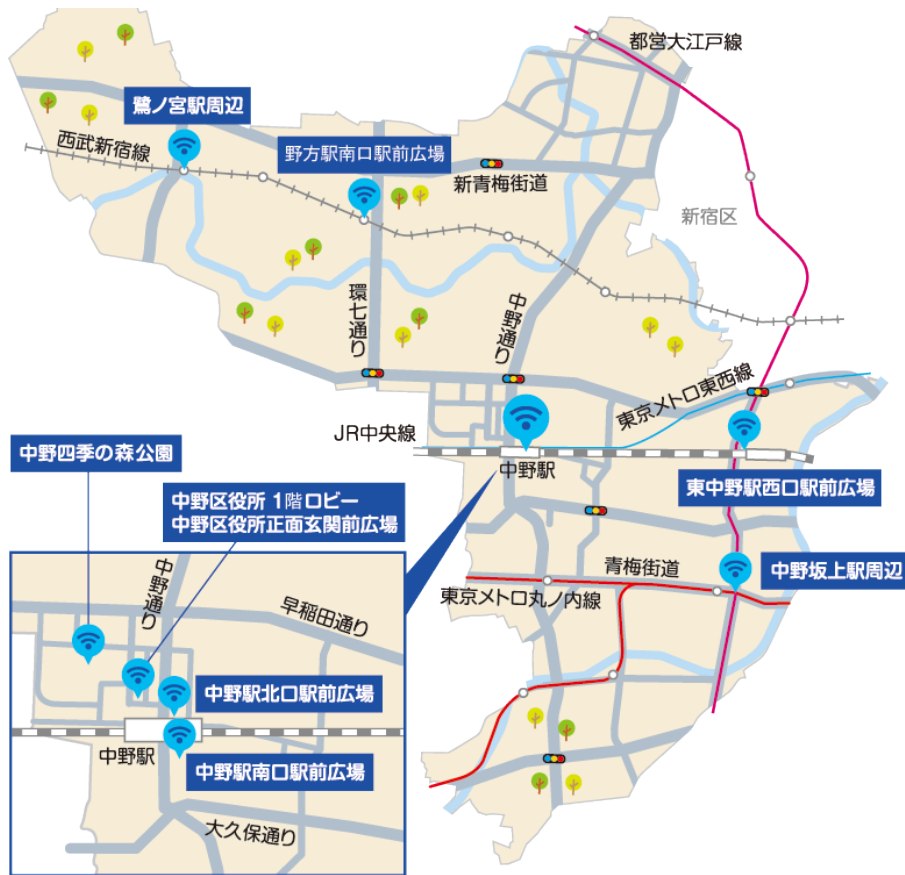 都営大江戸線
鷺ノ宮駅周辺
西武新宿線
野方駅南口駅前広場
新青梅街道
新宿区
環七通り
中野通り
東京メトロ東西線
JR中央線
中野駅
東中野駅西口駅前広場
中野四季の森公園
中野区役所 1階ロビー
中野区役所正面玄関前広場
青梅街道
中野坂上駅周辺
東京メトロ丸ノ内線
中野通り
早稲田通り
中野駅北口駅前広場
中野駅
中野駅南口駅前広場
大久保通り